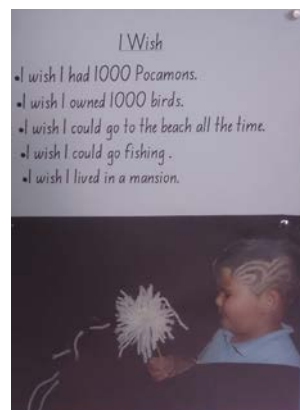 I Wish
•I wish I had 1000 Pocamons.
•I wish I owned 1000 birds.
•I wish I could go to the beach all the time.
•I wish I could go fishing .
•I wish I lived in a mansion.